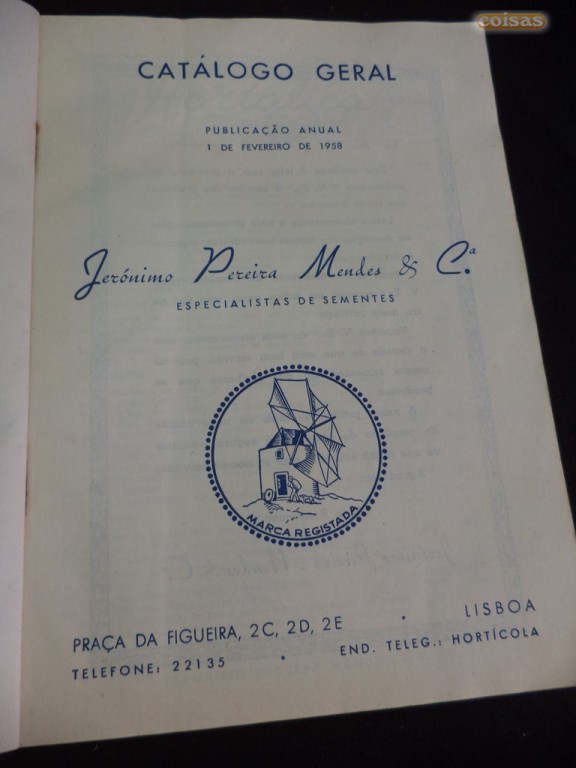 coisas
CATÁLOGO GERAL
PUBLICAÇÃO ANUAL
1 DE FEVEREIRO DE 1958
Jerónimo Pereira Mendes & C.ª
ESPECIALISTAS DE SEMENTES
MARCA REGISTADA
PRAÇA DA FIGUEIRA, 2C, 2D, 2E • LISBOA
TELEFONE: 22135 • END. TELEG.: HORTÍCOLA